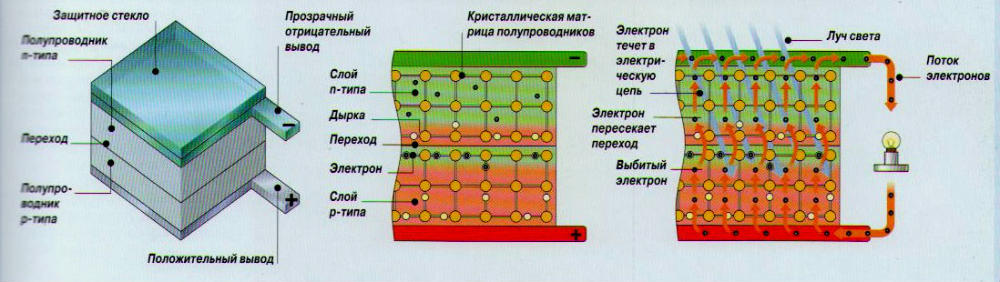 Защитное стекло
Полупроводник
n-типа
Переход
Полупро-
водник
p-типа
Прозрачный
отрицательный
вывод
−
+
Положительный вывод
Кристаллическая мат-
рица полупроводников
Слой
n-типа
Дырка
Переход
Электрон
Слой
p-типа
−
+
Электрон
течет в
электри-
ческую
цепь
Электрон
пересекает
переход
Выбитый
электрон
Луч света
Поток
электронов